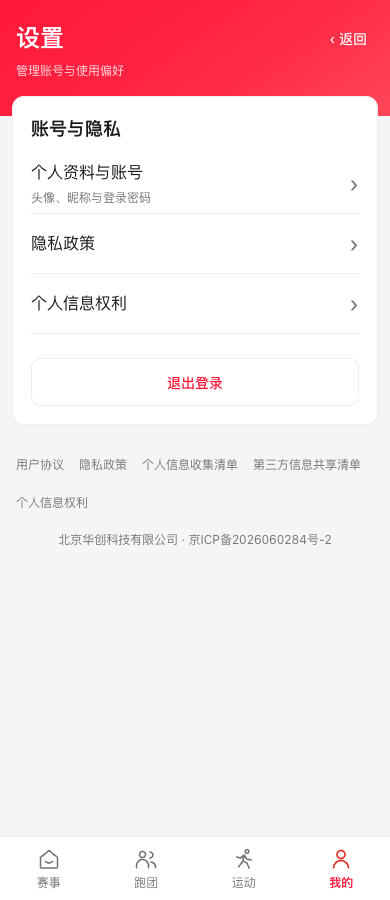 设置
‹ 返回
管理账号与使用偏好
账号与隐私
个人资料与账号
头像、昵称与登录密码
隐私政策
个人信息权利
退出登录
用户协议 隐私政策 个人信息收集清单 第三方信息共享清单
个人信息权利
北京华创科技有限公司 · 京ICP备2026060284号-2
赛事 跑团 运动 我的